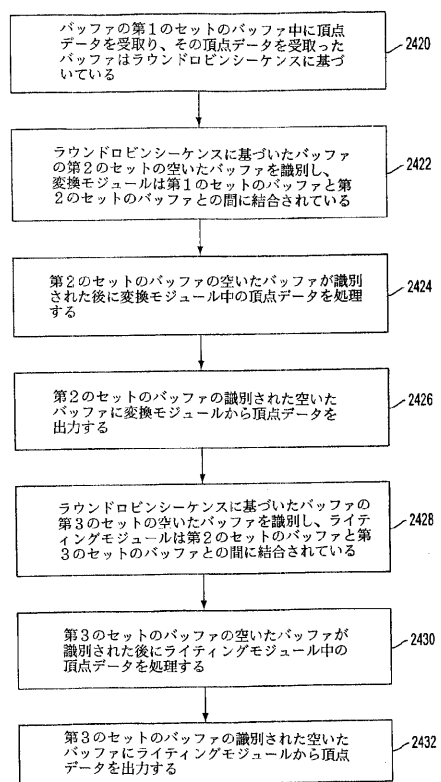 バッファの第1のセットのバッファ中に頂点
データを受取り、その頂点データを受取った
バッファはラウンドロビンシーケンスに基づ
いている
2420
ラウンドロビンシーケンスに基づいたバッファ
の第2のセットの空いたバッファを識別し、
変換モジュールは第1のセットのバッファと第
2のセットのバッファとの間に結合されている
2422
第2のセットのバッファの空いたバッファが識別
された後に変換モジュール中の頂点データを処理
する
2424
第2のセットのバッファの識別された空いた
バッファに変換モジュールから頂点データを
出力する
2426
ラウンドロビンシーケンスに基づいたバッファの
第3のセットの空いたバッファを識別し、ライテ
ィングモジュールは第2のセットのバッファと第
3のセットのバッファとの間に結合されている
2428
第3のセットのバッファの空いたバッファが
識別された後にライティングモジュール中の
頂点データを処理する
2430
第3のセットのバッファの識別された空いた
バッファにライティングモジュールから頂点
データを出力する
2432